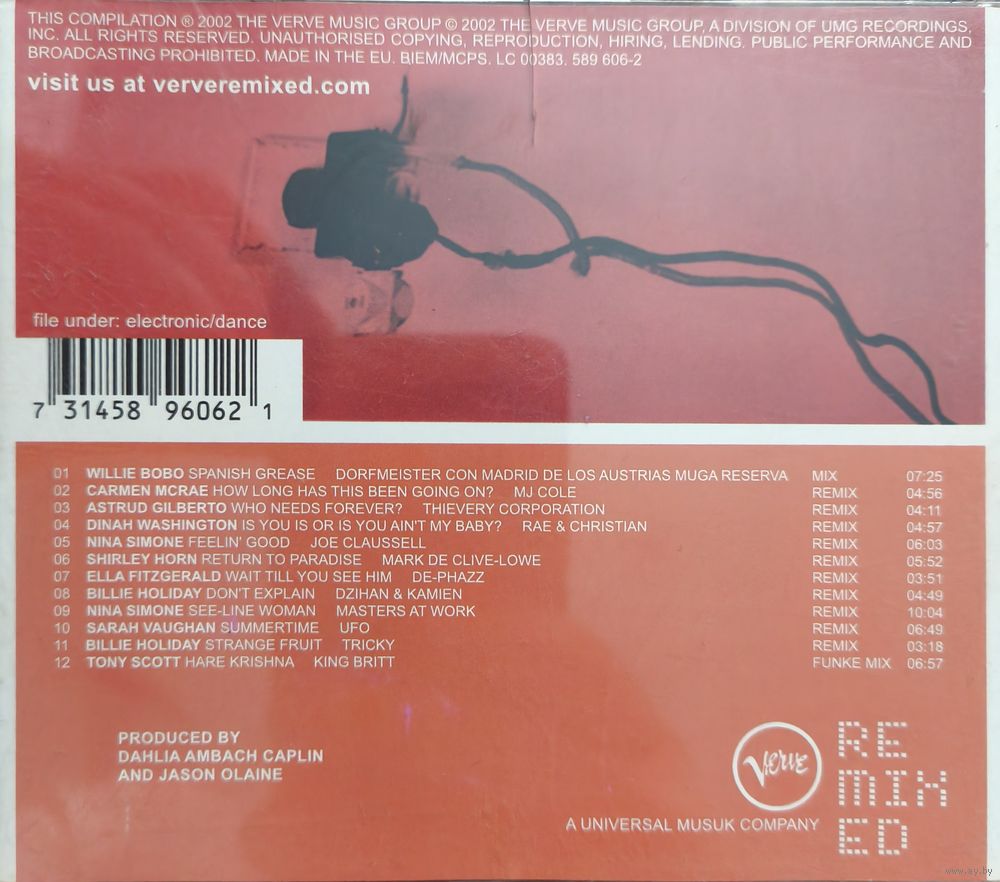 THIS COMPILATION ® 2002 THE VERVE MUSIC GROUP © 2002 THE VERVE MUSIC GROUP, A DIVISION OF UMG RECORDINGS,
INC. ALL RIGHTS RESERVED. UNAUTHORISED COPYING, REPRODUCTION, HIRING, LENDING. PUBLIC PERFORMANCE AND
BROADCASTING PROHIBITED. MADE IN THE EU. BIEM/MCPS. LC 00383. 589 606-2
visit us at ververemixed.com
file under: electronic/dance
7 31458 96062 1
01 WILLIE BOBO SPANISH GREASE DORFMEISTER CON MADRID DE LOS AUSTRIAS MUGA RESERVA MIX 07:25
02 CARMEN MCRAE HOW LONG HAS THIS BEEN GOING ON? MJ COLE REMIX 04:56
03 ASTRUD GILBERTO WHO NEEDS FOREVER? THIEVERY CORPORATION REMIX 04:11
04 DINAH WASHINGTON IS YOU IS OR IS YOU AIN'T MY BABY? RAE & CHRISTIAN REMIX 04:57
05 NINA SIMONE FEELIN' GOOD JOE CLAUSSELL REMIX 06:03
06 SHIRLEY HORN RETURN TO PARADISE MARK DE CLIVE-LOWE REMIX 05:52
07 ELLA FITZGERALD WAIT TILL YOU SEE HIM DE-PHAZZ REMIX 03:51
08 BILLIE HOLIDAY DON'T EXPLAIN DZIHAN & KAMIEN REMIX 04:49
09 NINA SIMONE SEE-LINE WOMAN MASTERS AT WORK REMIX 10:04
10 SARAH VAUGHAN SUMMERTIME UFO REMIX 06:49
11 BILLIE HOLIDAY STRANGE FRUIT TRICKY REMIX 03:18
12 TONY SCOTT HARE KRISHNA KING BRITT FUNKE MIX 06:57
PRODUCED BY
DAHLIA AMBACH CAPLIN
AND JASON OLAINE
Verve
RE
MIX
ED
A UNIVERSAL MUSUK COMPANY
www.ay.by